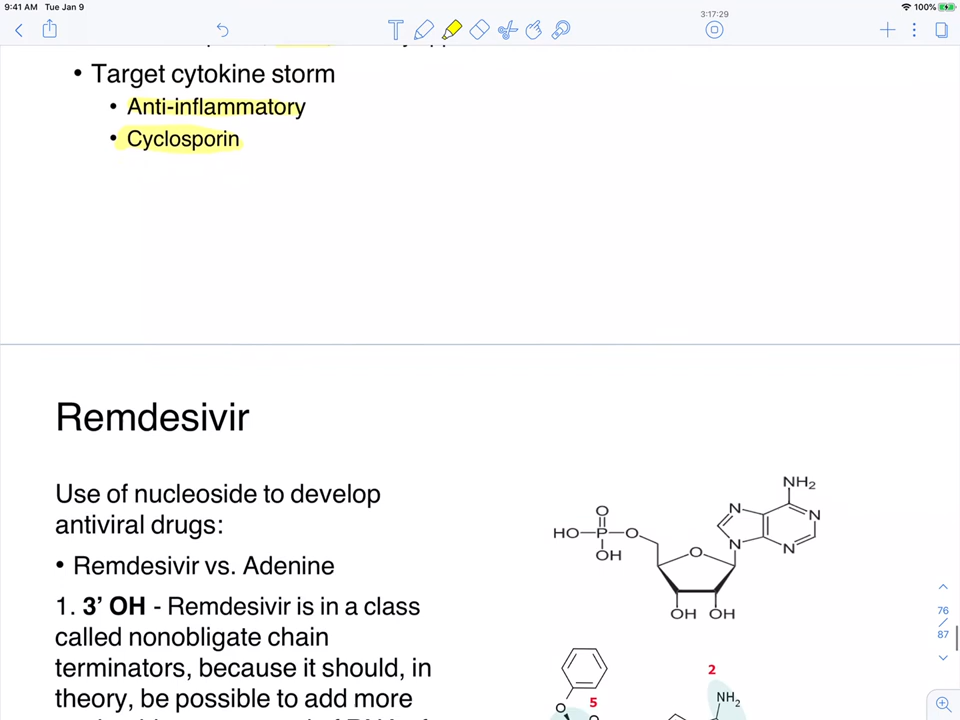 9:41 AM Tue Jan 9
100%
3:17:29
T
• Target cytokine storm
• Anti-inflammatory
• Cyclosporin
Remdesivir
Use of nucleoside to develop
antiviral drugs:
• Remdesivir vs. Adenine
1. 3’ OH - Remdesivir is in a class
called nonobligate chain
terminators, because it should, in
theory, be possible to add more
NH₂
N
N
N
N
O
HO
P
O
OH
O
OH
OH
76
/
87
2
NH₂
5
O